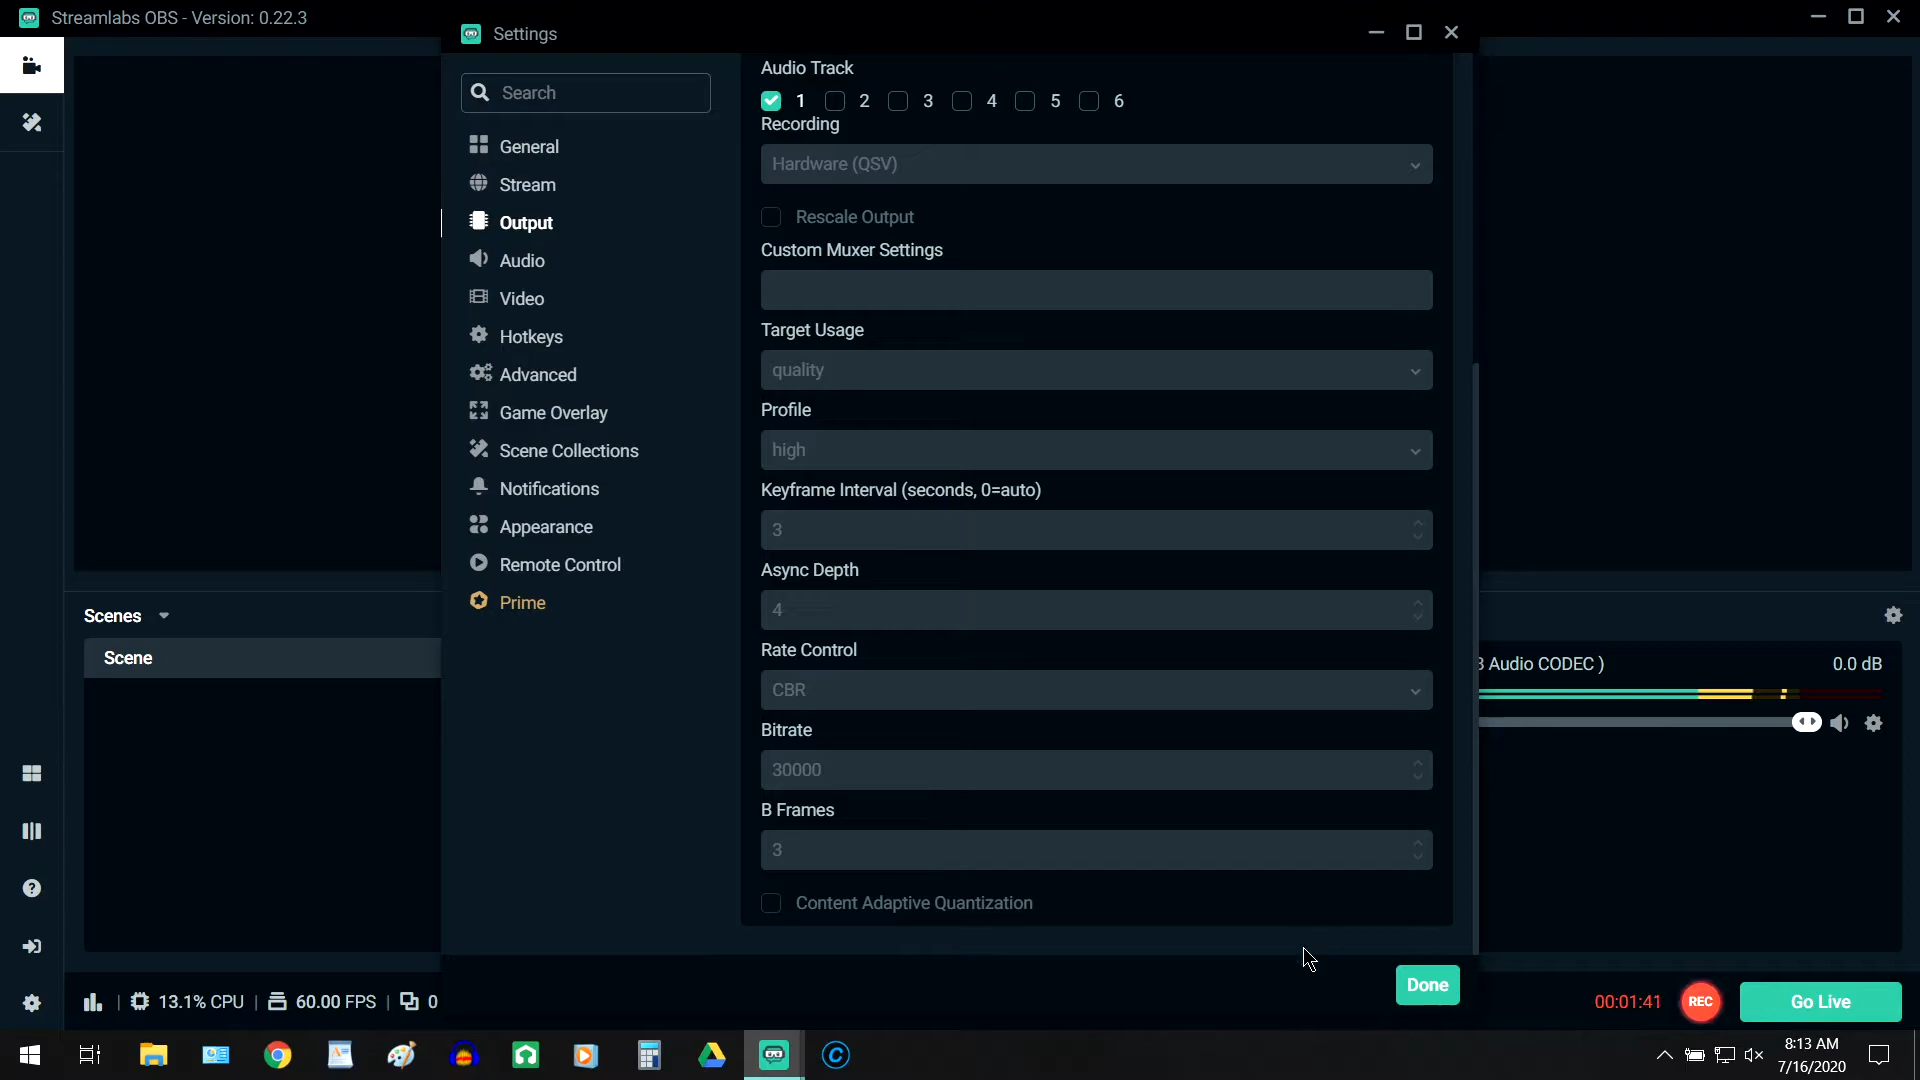 Streamlabs OBS - Version: 0.22.3
Settings
Search
General
Stream
Output
Audio
Video
Hotkeys
Advanced
Game Overlay
Scene Collections
Notifications
Appearance
Remote Control
Prime
Audio Track
1 2 3 4 5 6
Recording
Hardware (QSV)
Rescale Output
Custom Muxer Settings
Target Usage
quality
Profile
high
Keyframe Interval (seconds, 0=auto)
3
Async Depth
4
Rate Control
CBR
Bitrate
30000
B Frames
3
Content Adaptive Quantization
Done
Scenes
Scene
Audio CODEC ) 0.0 dB
13.1% CPU 60.00 FPS 0
00:01:41 REC Go Live
8:13 AM
7/16/2020